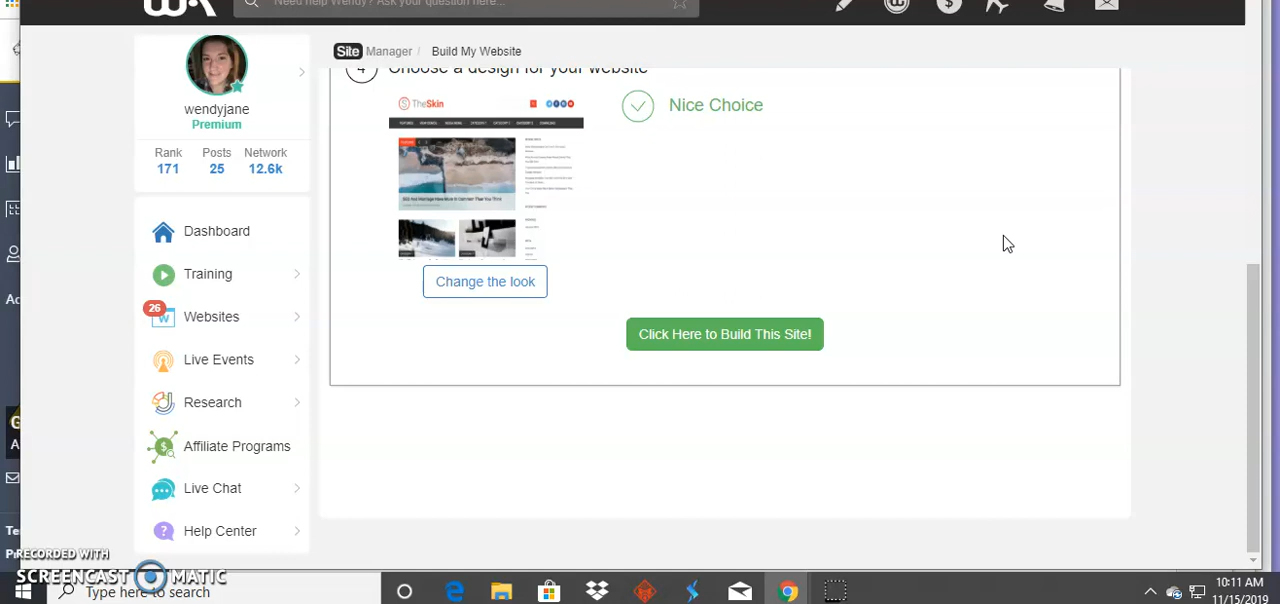 WA
Need help Wendy? Ask your question here...
Site Manager / Build My Website
wendyjane
Premium
Rank Posts Network
171 25 12.6k
Dashboard
Training
26
Websites
Live Events
Research
Affiliate Programs
Live Chat
Help Center
4 Choose a design for your website
TheSkin
Nice Choice
Change the look
Click Here to Build This Site!
RECORDED WITH
SCREENCAST MATIC
Type here to search
10:11 AM
11/15/2019